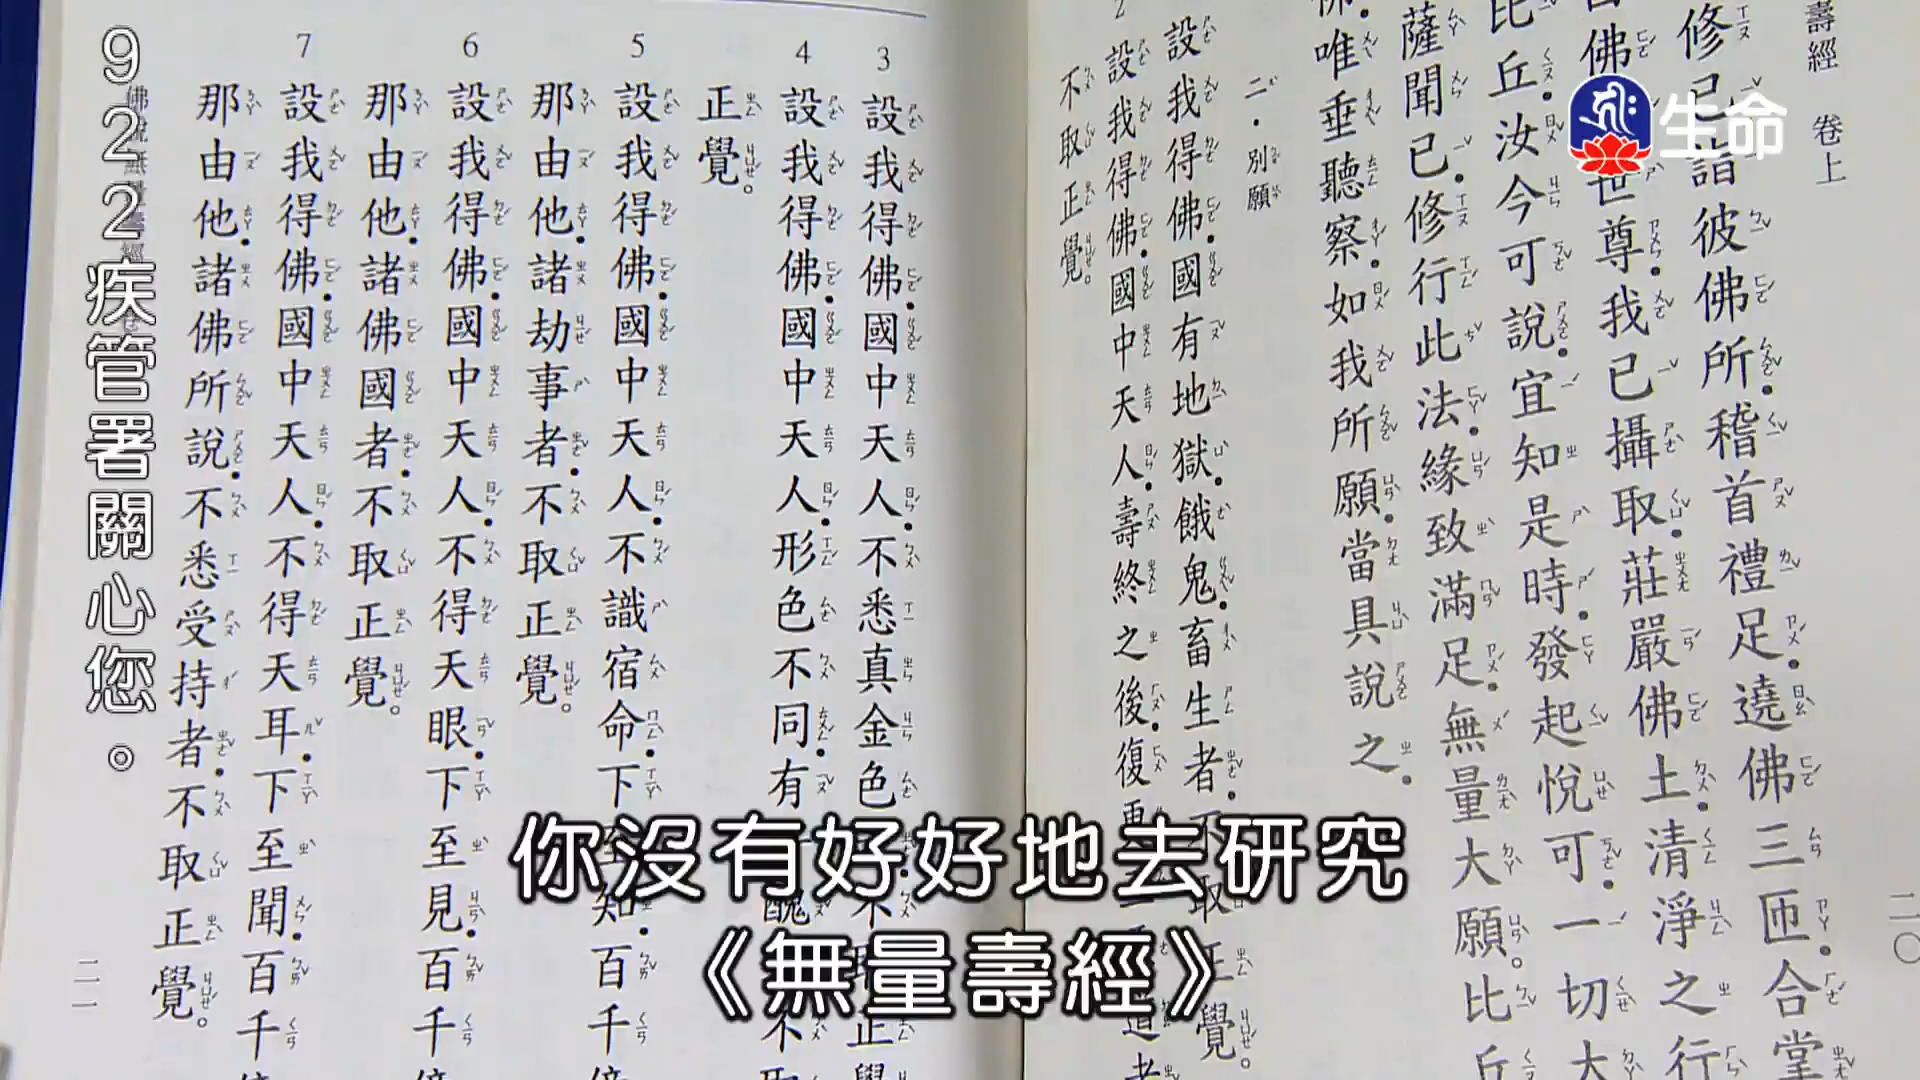 壽經 卷上
二〇
修已詣彼佛所稽首禮足遶佛三匝合掌
佛世尊我已攝取莊嚴佛土清淨之行
比丘汝今可說宜知是時發起悅可一切大
薩聞已修行此法緣致滿足無量大願比丘
佛唯垂聽察如我所願當具說之
二·別願
設我得佛國有地獄餓鬼畜生者不取正覺
2
設我得佛國中天人壽終之後復更三惡道者
不取正覺
3
設我得佛國中天人不悉真金色者不取正覺
4
設我得佛國中天人形色不同有好醜者不取
正覺
5
設我得佛國中天人不識宿命下至知百千億
那由他諸劫事者不取正覺
6
設我得佛國中天人不得天眼下至見百千億
那由他諸佛國者不取正覺
7
設我得佛國中天人不得天耳下至聞百千億
那由他諸佛所說不悉受持者不取正覺
二一
922疾管署關心您。
生命
你沒有好好地去研究
《無量壽經》